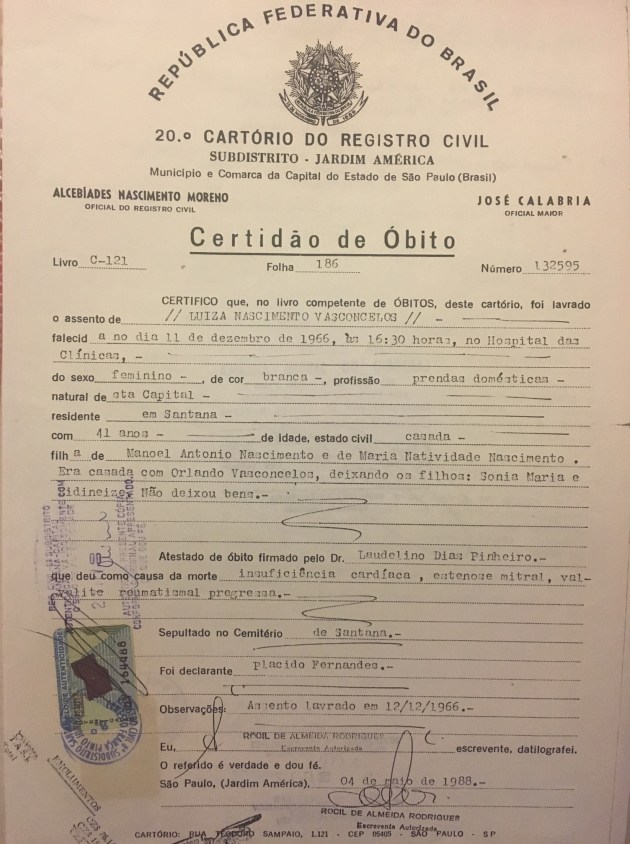 REPÚBLICA FEDERATIVA DO BRASIL
20.º CARTÓRIO DO REGISTRO CIVIL
SUBDISTRITO - JARDIM AMÉRICA
Municipio e Comarca da Capital do Estado de São Paulo (Brasil)
ALCEBÍADES NASCIMENTO MORENO
OFICIAL DO REGISTRO CIVIL
JOSÉ CALABRIA
OFICIAL MAIOR
Certidão de Óbito
Livro C-121 Folha 186 Número 132595
CERTIFICO que, no livro competente de ÓBITOS, deste cartório, foi lavrado
o assento de // LUIZA NASCIMENTO VASCONCELOS // -
falecid a no dia 11 de dezembro de 1966, às 16:30 horas, no Hospital das
Clínicas, -
do sexo feminino -, de cor branca -, profissão prendas domésticas -
natural de sta Capital -
residente em Santana -
com 41 anos - de idade, estado civil casada -
filh a de Manoel Antonio Nascimento e de Maria Natividade Nascimento .
Era casada com Orlando Vasconcelos, deixando os filhos: Sonia Maria e
Sidineize. Não deixou bens.-
Atestado de óbito firmado pelo Dr. Laudelino Dias Pinheiro.-
que deu como causa da morte insuficiência cardíaca , estenose mitral, val-
vulite reumatismal progressa.-
Sepultado no Cemitério de Santana.-
Foi declarante Placido Fernandes.-
Observações: Assento lavrado em 12/12/1966.-
Eu, ROCIL DE ALMEIDA RODRIGUES escrevente, datilografei.
Escrevente Autorizada
O referido é verdade e dou fé.
São Paulo, (Jardim América), 04 de maio de 1988.-
ROCIL DE ALMEIDA RODRIGUES
Escrevente Autorizada
CARTÓRIO: RUA TEODORO SAMPAIO, 1.121 - CEP 05405 - SÃO PAULO - S P
164488
EMOLUMENTOS